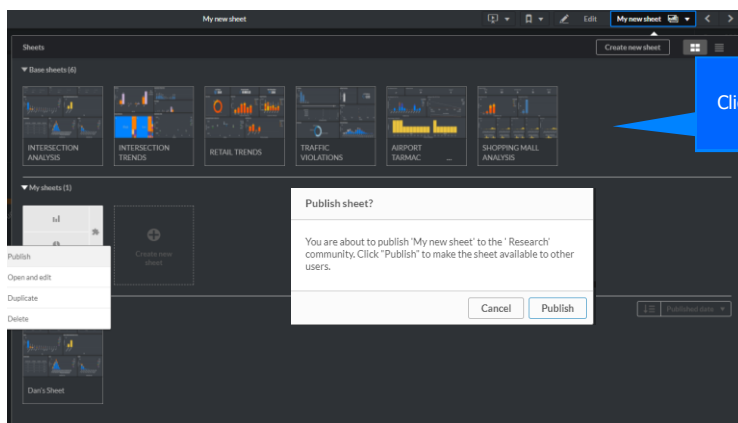 My new sheet
Edit
My new sheet
Sheets
Create new sheet
Base sheets (6)
INTERSECTION
ANALYSIS
INTERSECTION
TRENDS
RETAIL TRENDS
TRAFFIC
VIOLATIONS
AIRPORT
TARMAC ...
SHOPPING MALL
ANALYSIS
My sheets (1)
Create new
sheet
Publish
Open and edit
Duplicate
Delete
Publish sheet?
You are about to publish 'My new sheet' to the ' Research'
community. Click "Publish" to make the sheet available to other
users.
Cancel
Publish
Published date
Dan's Sheet